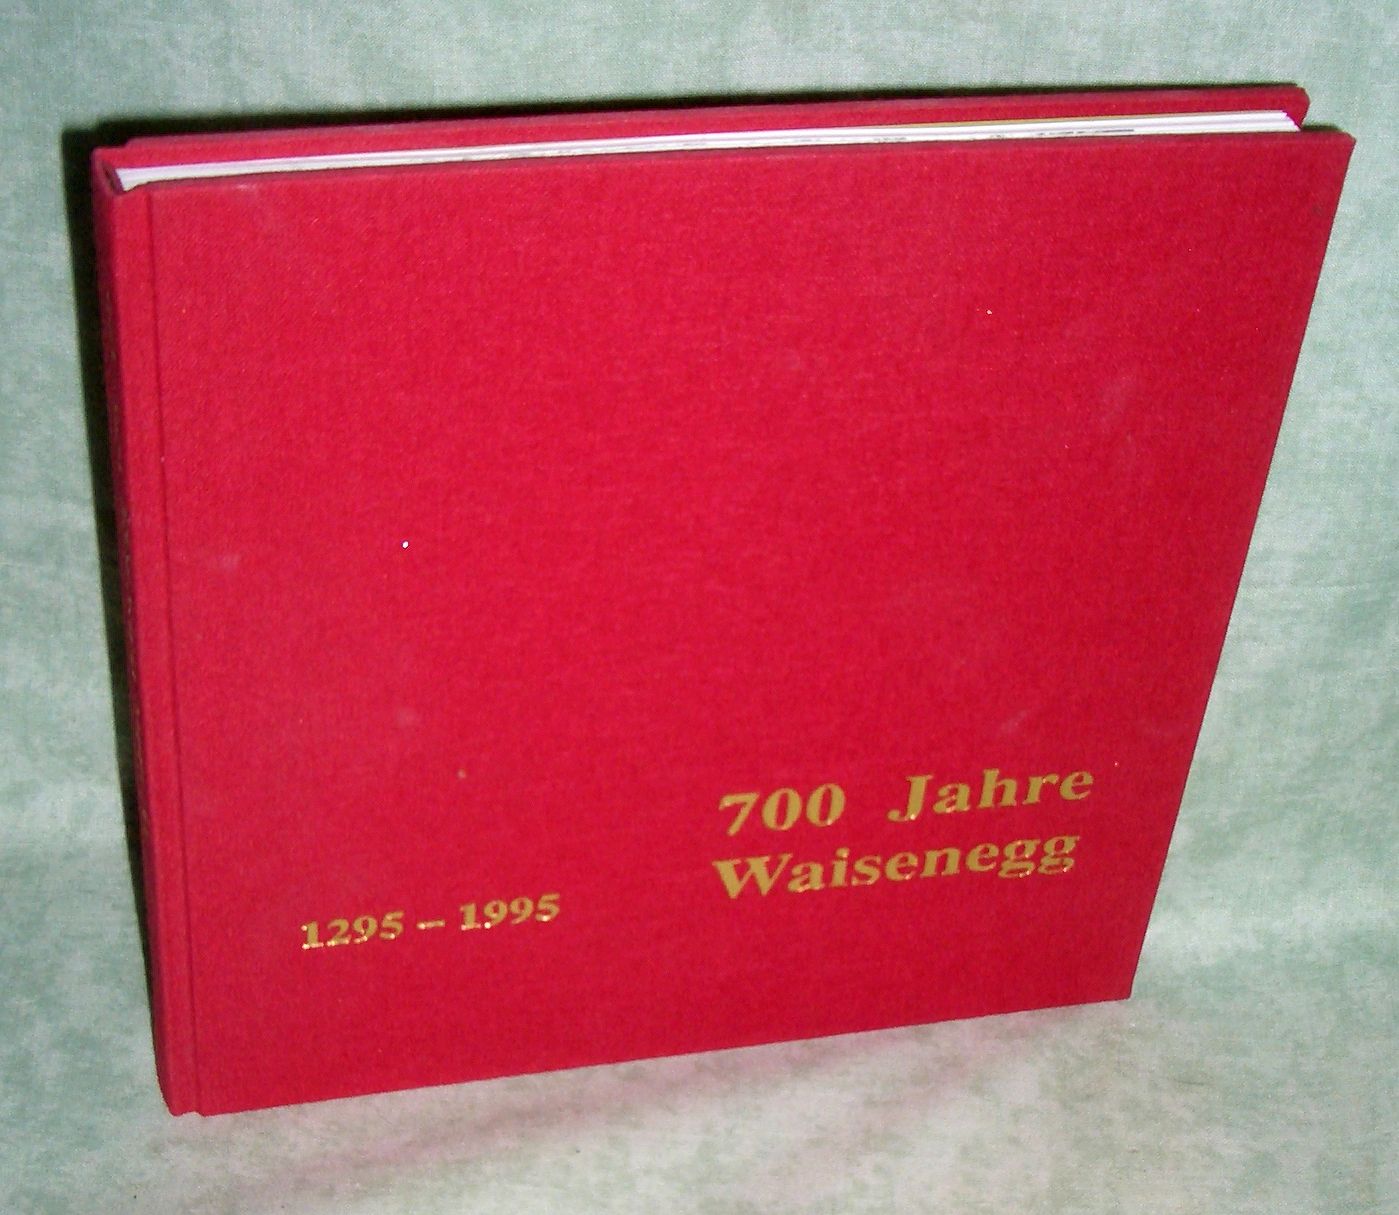 700 Jahre
Waisenegg
1295 – 1995